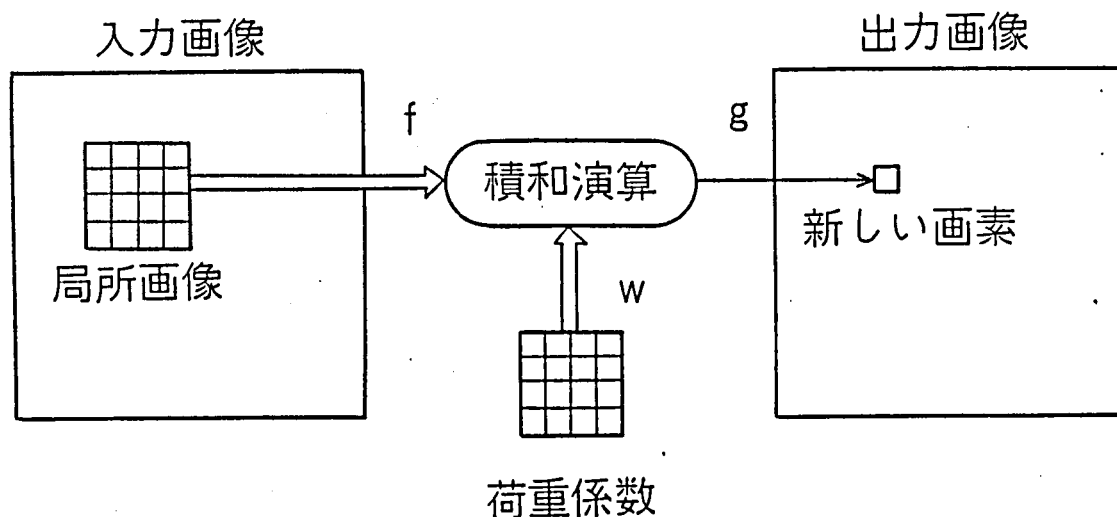 入力画像
出力画像
f
g
積和演算
新しい画素
局所画像
w
荷重係数